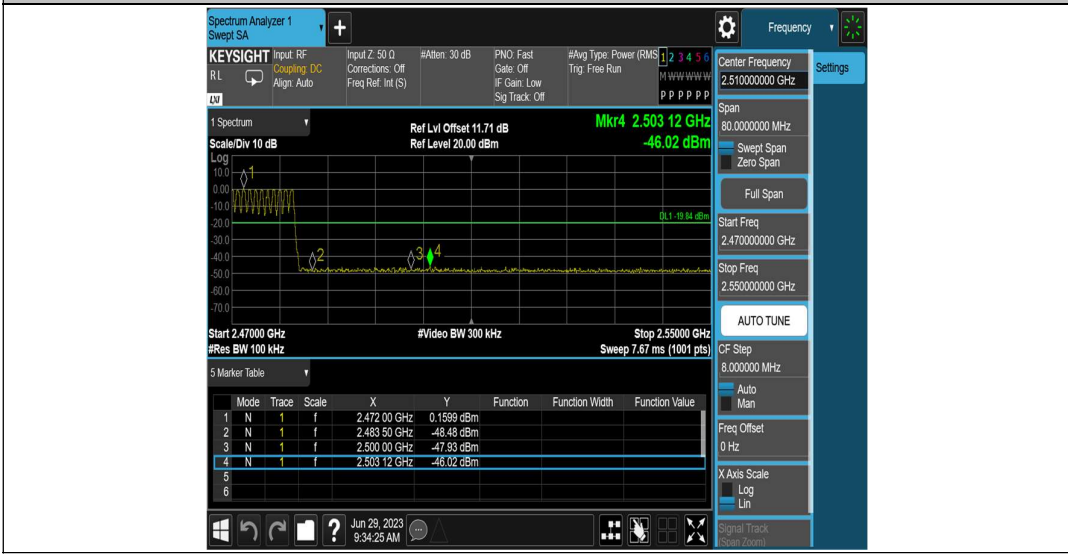 Spectrum Analyzer 1
Swept SA
+
Frequency
KEYSIGHT
RL
LXI
Input: RF
Coupling: DC
Align: Auto
Input Z: 50 Ω
Corrections: Off
Freq Ref: Int (S)
#Atten: 30 dB
PNO: Fast
Gate: Off
IF Gain: Low
Sig Track: Off
#Avg Type: Power (RMS
Trig: Free Run
1 2 3 4 5 6
M W W W W W
P P P P P P
1 Spectrum
Scale/Div 10 dB
Ref Lvl Offset 11.71 dB
Ref Level 20.00 dBm
Mkr4 2.503 12 GHz
-46.02 dBm
Log
10.0
0.00
-10.0
-20.0
-30.0
-40.0
-50.0
-60.0
-70.0
1
2
3
4
DL1 -19.84 dBm
Start 2.47000 GHz
#Res BW 100 kHz
#Video BW 300 kHz
Stop 2.55000 GHz
Sweep 7.67 ms (1001 pts)
5 Marker Table
Mode Trace Scale X Y Function Function Width Function Value
1 N 1 f 2.472 00 GHz 0.1599 dBm
2 N 1 f 2.483 50 GHz -48.48 dBm
3 N 1 f 2.500 00 GHz -47.93 dBm
4 N 1 f 2.503 12 GHz -46.02 dBm
5
6
?
Jun 29, 2023
9:34:25 AM
Center Frequency
2.510000000 GHz
Settings
Span
80.0000000 MHz
Swept Span
Zero Span
Full Span
Start Freq
2.470000000 GHz
Stop Freq
2.550000000 GHz
AUTO TUNE
CF Step
8.000000 MHz
Auto
Man
Freq Offset
0 Hz
X Axis Scale
Log
Lin
Signal Track
(Span Zoom)